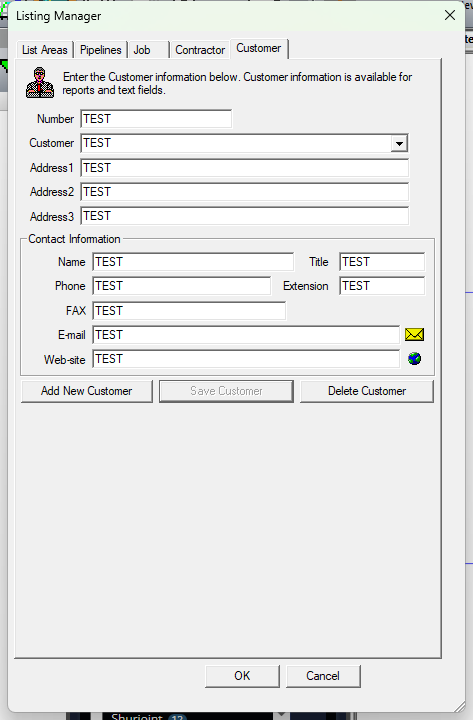 Listing Manager
List Areas Pipelines Job Contractor Customer
Enter the Customer information below. Customer information is available for
reports and text fields.
Number TEST
Customer TEST
Address1 TEST
Address2 TEST
Address3 TEST
Contact Information
Name TEST Title TEST
Phone TEST Extension TEST
FAX TEST
E-mail TEST
Web-site TEST
Add New Customer Save Customer Delete Customer
OK Cancel
Shurjoint 12